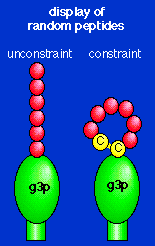 display of
random peptides
unconstraint constraint
C C
g3p g3p